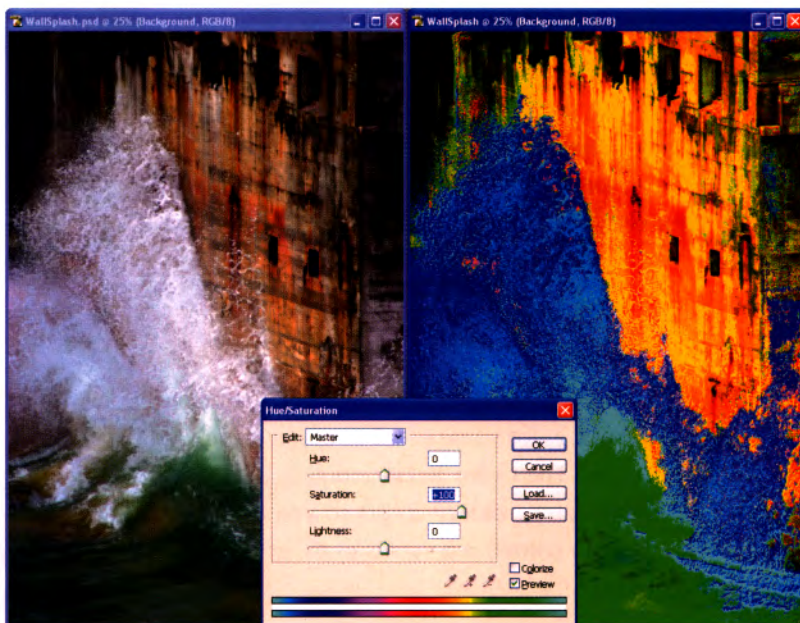 WallSplash.psd @ 25% (Background, RGB/8)
WallSplash @ 25% (Background, RGB/8)
Hue/Saturation
Edit: Master
Hue: 0
Saturation: +100
Lightness: 0
OK
Cancel
Load...
Save...
Colorize
Preview